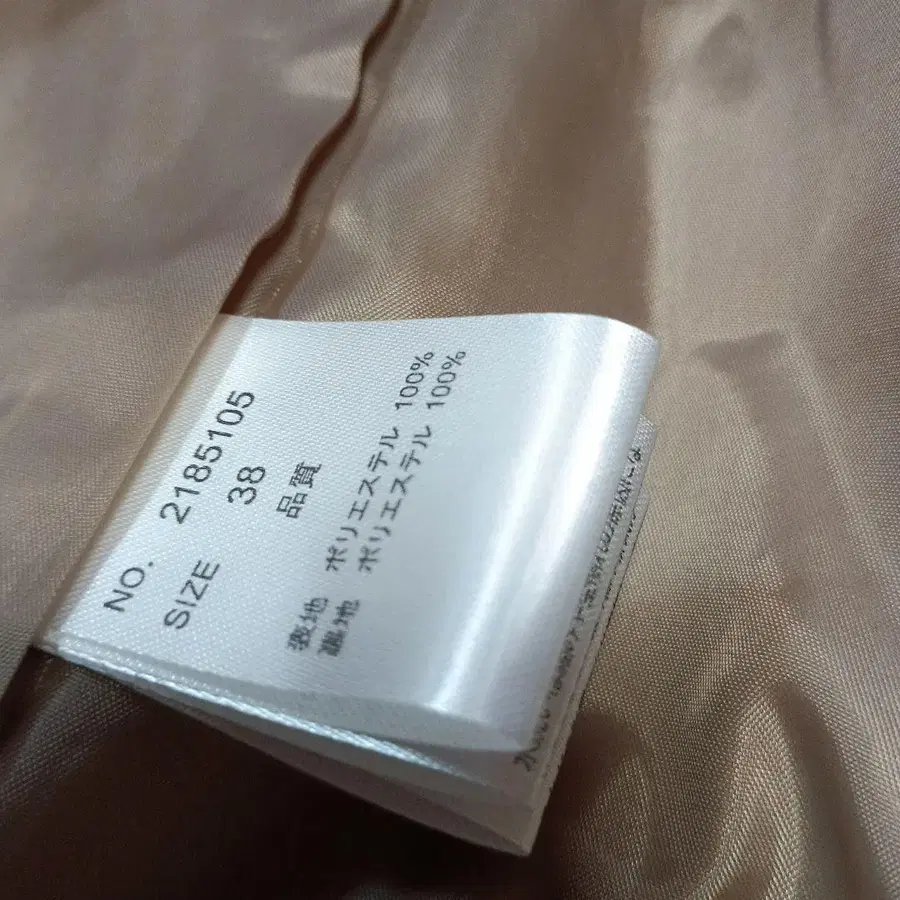 NO. 2185105
SIZE 38
品質
表地 ポリエステル 100%
裏地 ポリエステル 100%